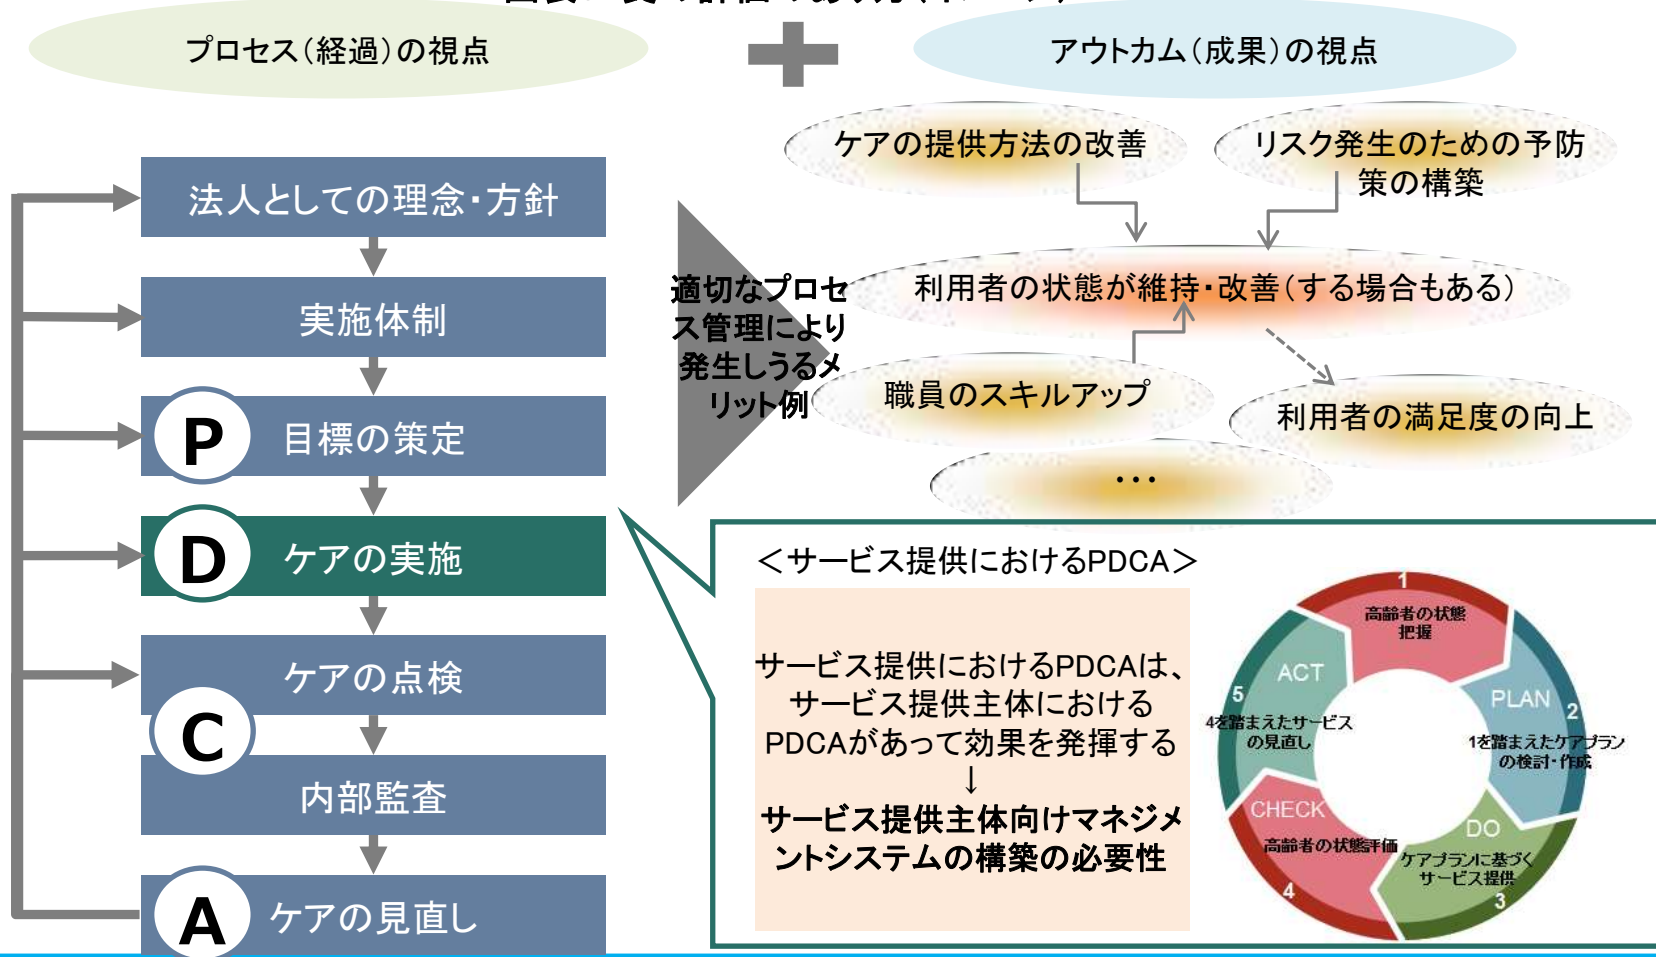 プロセス(経過)の視点
アウトカム(成果)の視点
法人としての理念・方針
実施体制
P
目標の策定
D
ケアの実施
ケアの点検
C
内部監査
A
ケアの見直し
適切なプロセ
ス管理により
発生しうるメ
リット例
ケアの提供方法の改善
リスク発生のための予防
策の構築
利用者の状態が維持・改善(する場合もある)
職員のスキルアップ
利用者の満足度の向上
・・・
<サービス提供におけるPDCA>
サービス提供におけるPDCAは、
サービス提供主体における
PDCAがあって効果を発揮する
↓
サービス提供主体向けマネジメ
ントシステムの構築の必要性
1
高齢者の状態
把握
PLAN
2
1を踏まえたケアプラン
の検討・作成
DO
ケアプランに基づく
サービス提供
3
CHECK
高齢者の状態評価
4
ACT
5
4を踏まえたサービス
の見直し